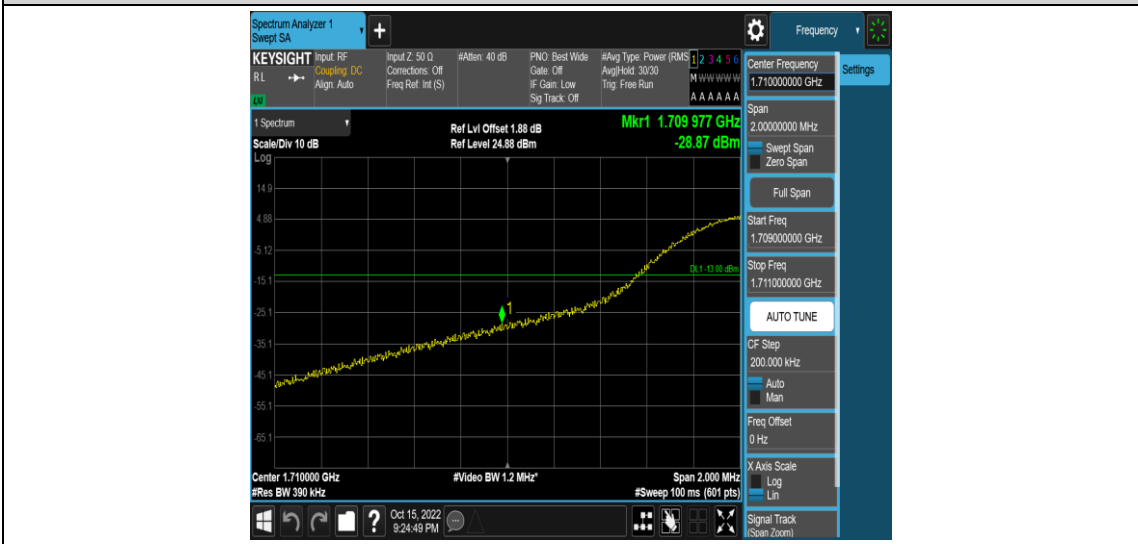 Spectrum Analyzer 1
Swept SA
+
Frequency
KEYSIGHT
RL
Input: RF
Coupling: DC
Align: Auto
Input Z: 50 Ω
Corrections: Off
Freq Ref: Int (S)
#Atten: 40 dB
PNO: Best Wide
Gate: Off
IF Gain: Low
Sig Track: Off
#Avg Type: Power (RMS
Avg|Hold: 30/30
Trig: Free Run
1 2 3 4 5 6
M W W W W W
A A A A A A
1 Spectrum
Scale/Div 10 dB
Ref Lvl Offset 1.88 dB
Ref Level 24.88 dBm
Mkr1 1.709 977 GHz
-28.87 dBm
Log
14.9
4.88
-5.12
-15.1
-25.1
-35.1
-45.1
-55.1
-65.1
DL1 -13.00 dBm
1
Center 1.710000 GHz
#Res BW 390 kHz
#Video BW 1.2 MHz*
Span 2.000 MHz
#Sweep 100 ms (601 pts)
Oct 15, 2022
9:24:49 PM
?
Center Frequency
1.710000000 GHz
Settings
Span
2.00000000 MHz
Swept Span
Zero Span
Full Span
Start Freq
1.709000000 GHz
Stop Freq
1.711000000 GHz
AUTO TUNE
CF Step
200.000 kHz
Auto
Man
Freq Offset
0 Hz
X Axis Scale
Log
Lin
Signal Track
(Span Zoom)